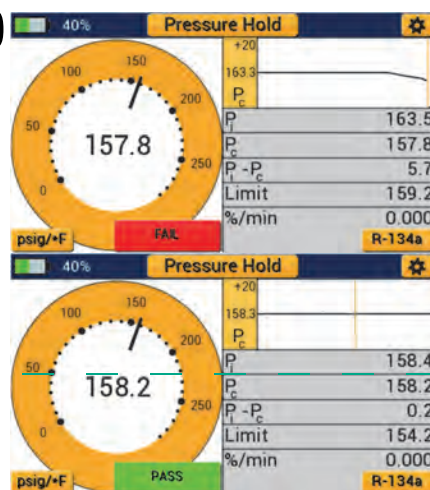 40% Pressure Hold
+20
163.3
Pc
0 50 100 150 200 250
157.8
Pi 163.5
Pc 157.8
Pi -Pc 5.7
Limit 159.2
%/min 0.000
psig/°F FAIL R-134a
40% Pressure Hold
+20
158.3
Pc
0 50 100 150 200 250
158.2
Pi 158.4
Pc 158.2
Pi -Pc 0.2
Limit 154.2
%/min 0.000
psig/°F PASS R-134a